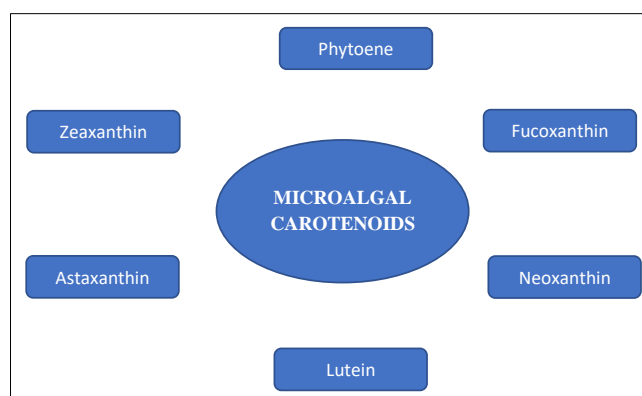 Phytoene
Zeaxanthin
Fucoxanthin
MICROALGAL
CAROTENOIDS
Astaxanthin
Neoxanthin
Lutein